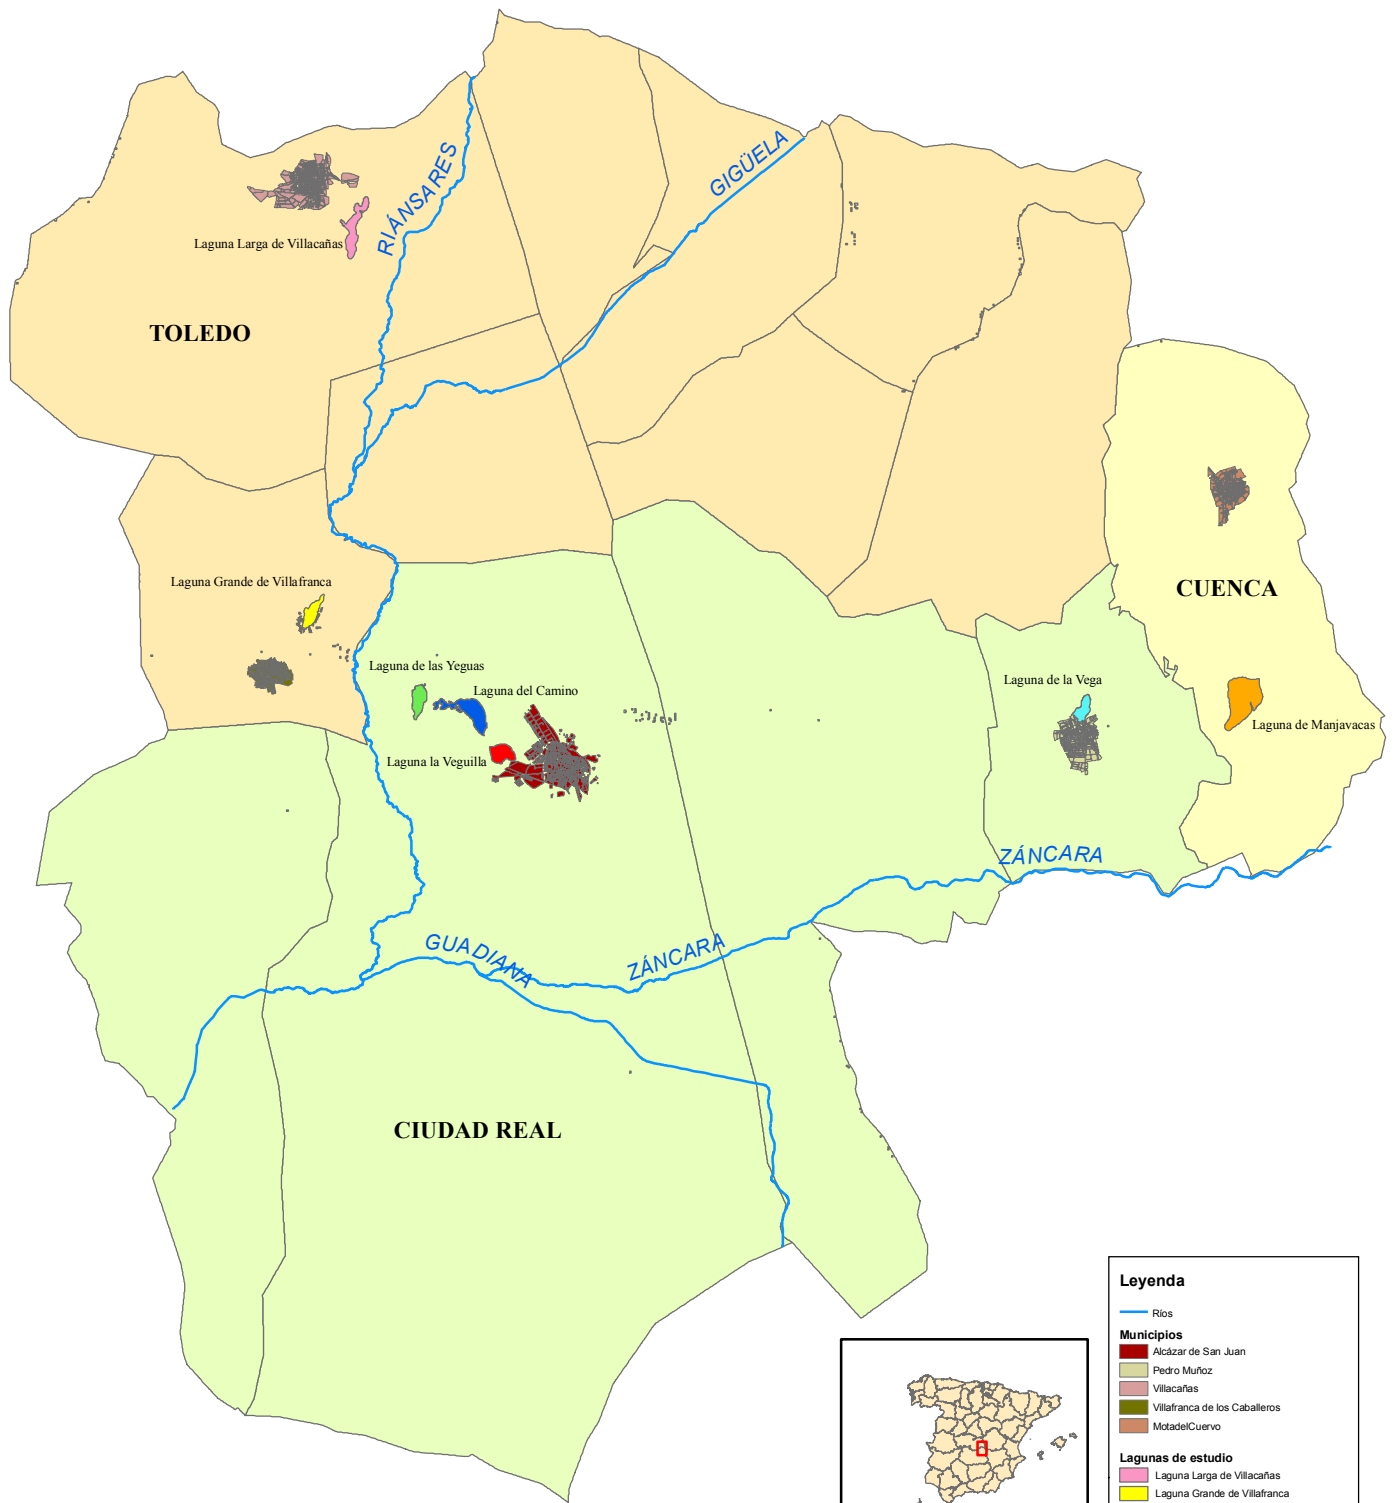 RIÁNSARES
GIGÜELA
Laguna Larga de Villacañas
TOLEDO
Laguna Grande de Villafranca
CUENCA
Laguna de las Yeguas
Laguna de la Vega
Laguna del Camino
Laguna de Manjavacas
Laguna la Veguilla
ZÁNCARA
GUADIANA
ZÁNCARA
CIUDAD REAL
Leyenda
Ríos
Municipios
Alcázar de San Juan
Pedro Muñoz
Villacañas
Villafranca de los Caballeros
MotadelCuervo
Lagunas de estudio
Laguna Larga de Villacañas
Laguna Grande de Villafranca